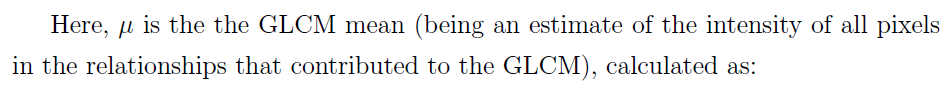 Here, μ is the the GLCM mean (being an estimate of the intensity of all pixels
in the relationships that contributed to the GLCM), calculated as: